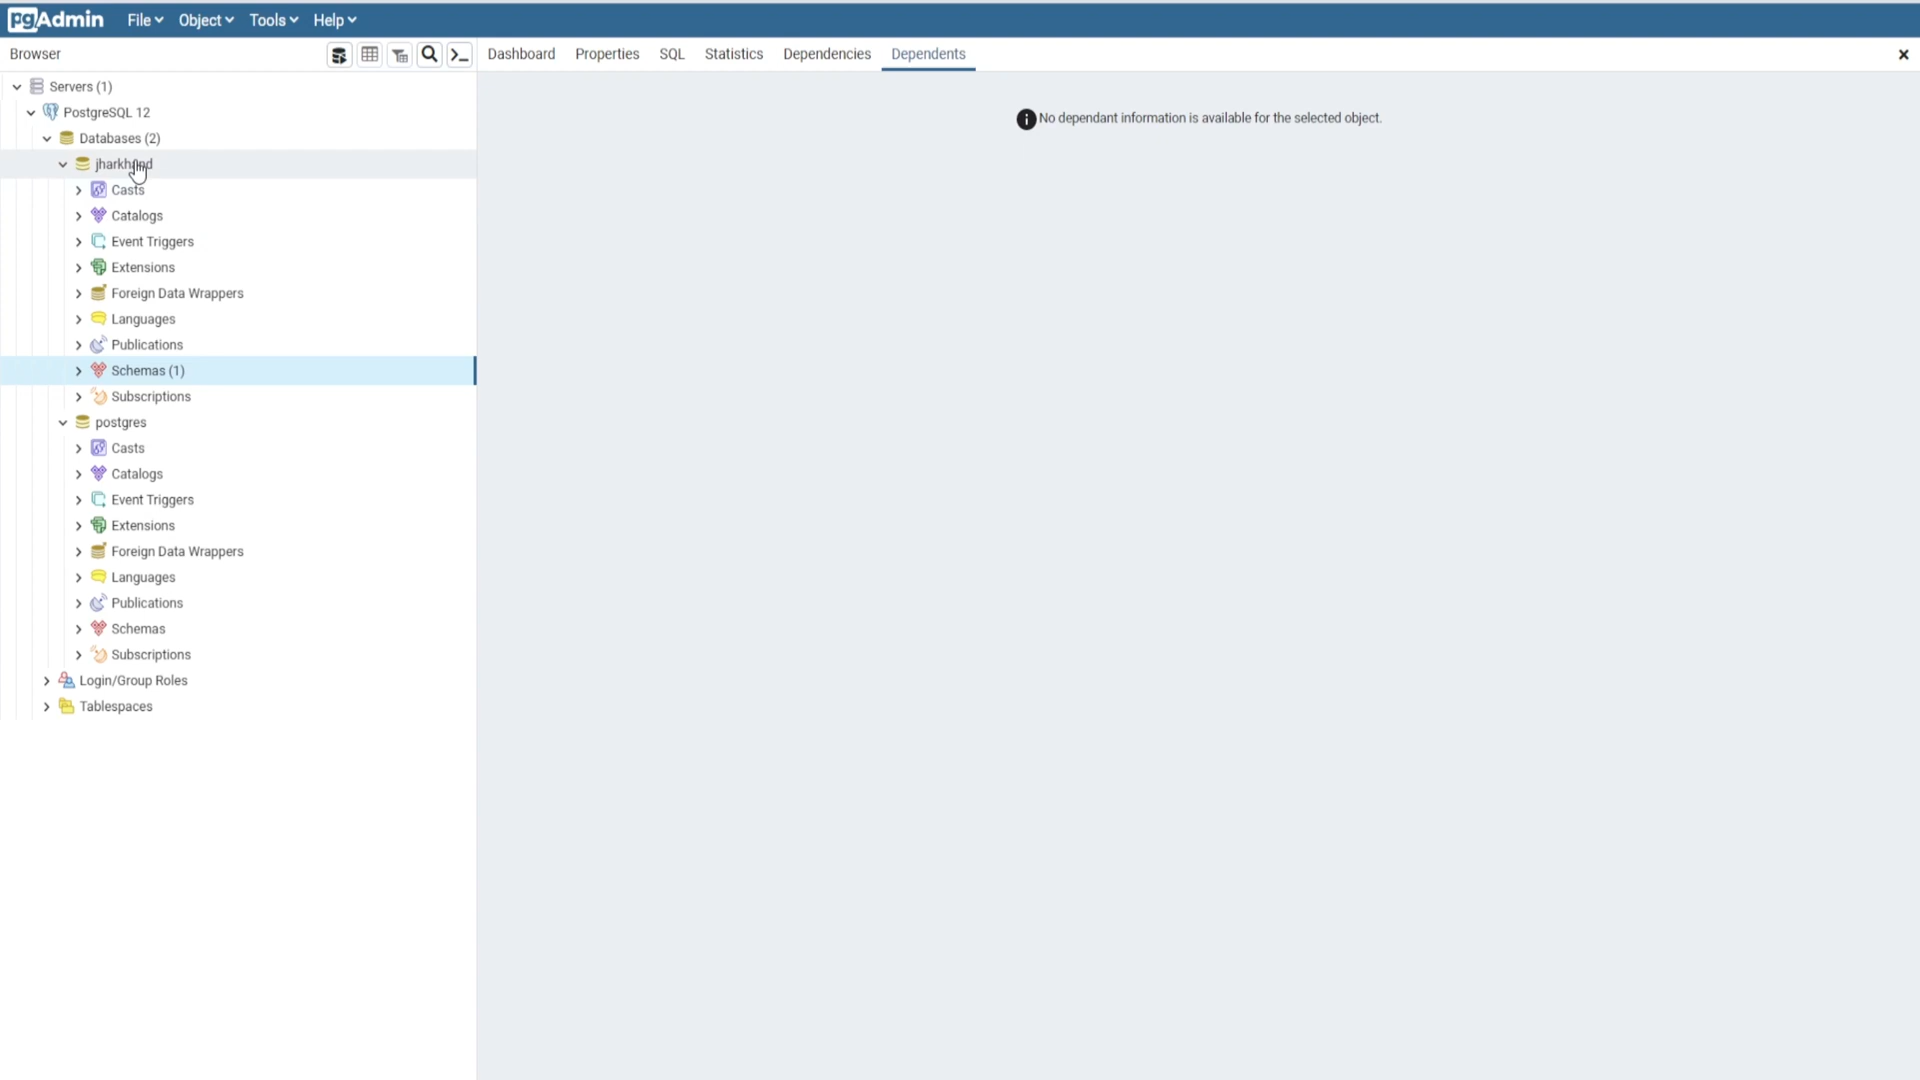 pgAdmin File Object Tools Help
Browser
Dashboard Properties SQL Statistics Dependencies Dependents
Servers (1)
PostgreSQL 12
Databases (2)
jharkhand
Casts
Catalogs
Event Triggers
Extensions
Foreign Data Wrappers
Languages
Publications
Schemas (1)
Subscriptions
postgres
Casts
Catalogs
Event Triggers
Extensions
Foreign Data Wrappers
Languages
Publications
Schemas
Subscriptions
Login/Group Roles
Tablespaces
No dependant information is available for the selected object.